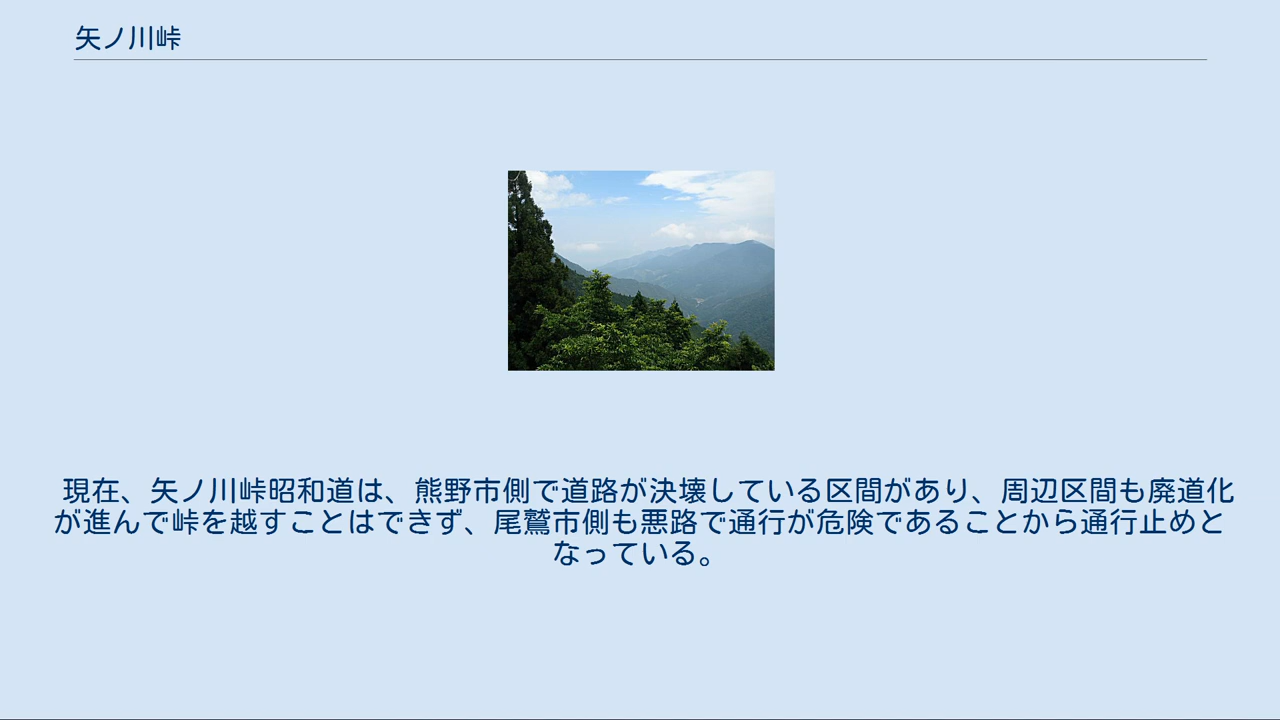 矢ノ川峠
現在、矢ノ川峠昭和道は、熊野市側で道路が決壊している区間があり、周辺区間も廃道化
が進んで峠を越すことはできず、尾鷲市側も悪路で通行が危険であることから通行止めと
なっている。